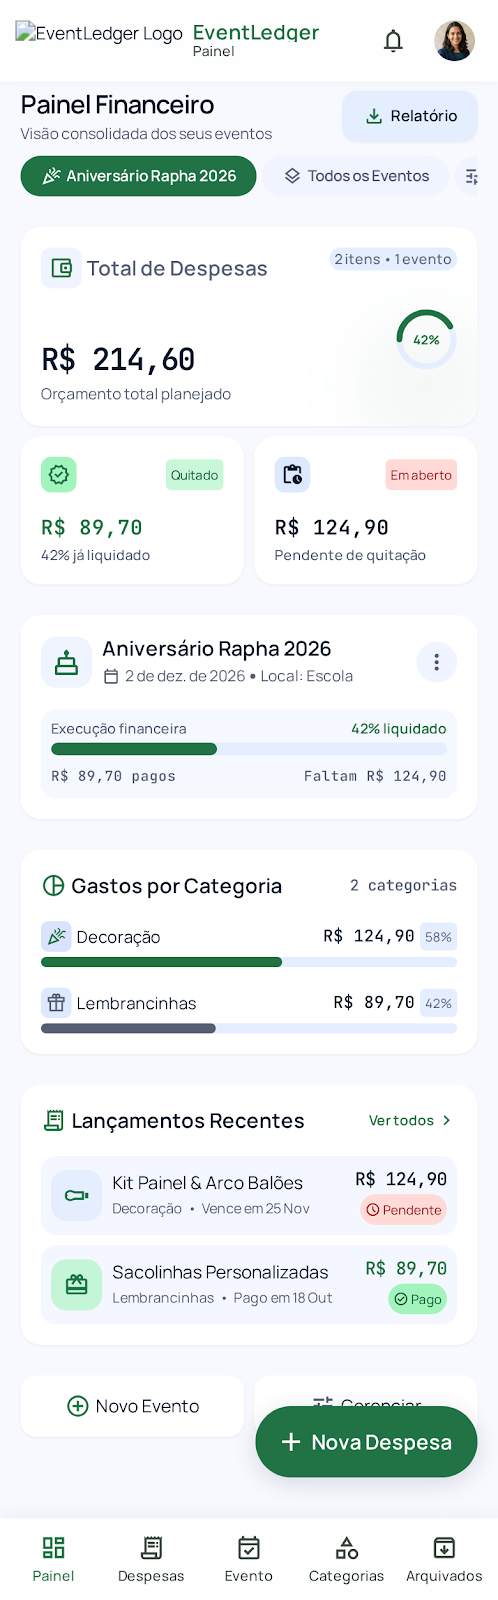 EventLedger Logo
EventLedger
Painel
Painel Financeiro
Visão consolidada dos seus eventos
Relatório
Aniversário Rapha 2026
Todos os Eventos
Total de Despesas
2 itens • 1 evento
R$ 214,60
Orçamento total planejado
42%
Quitado
R$ 89,70
42% já liquidado
Em aberto
R$ 124,90
Pendente de quitação
Aniversário Rapha 2026
2 de dez. de 2026 • Local: Escola
Execução financeira
42% liquidado
R$ 89,70 pagos
Faltam R$ 124,90
Gastos por Categoria
2 categorias
Decoração
R$ 124,90
58%
Lembrancinhas
R$ 89,70
42%
Lançamentos Recentes
Ver todos
Kit Painel & Arco Balões
R$ 124,90
Decoração • Vence em 25 Nov
Pendente
Sacolinhas Personalizadas
R$ 89,70
Lembrancinhas • Pago em 18 Out
Pago
Novo Evento
Gerenciar
Nova Despesa
Painel
Despesas
Evento
Categorias
Arquivados